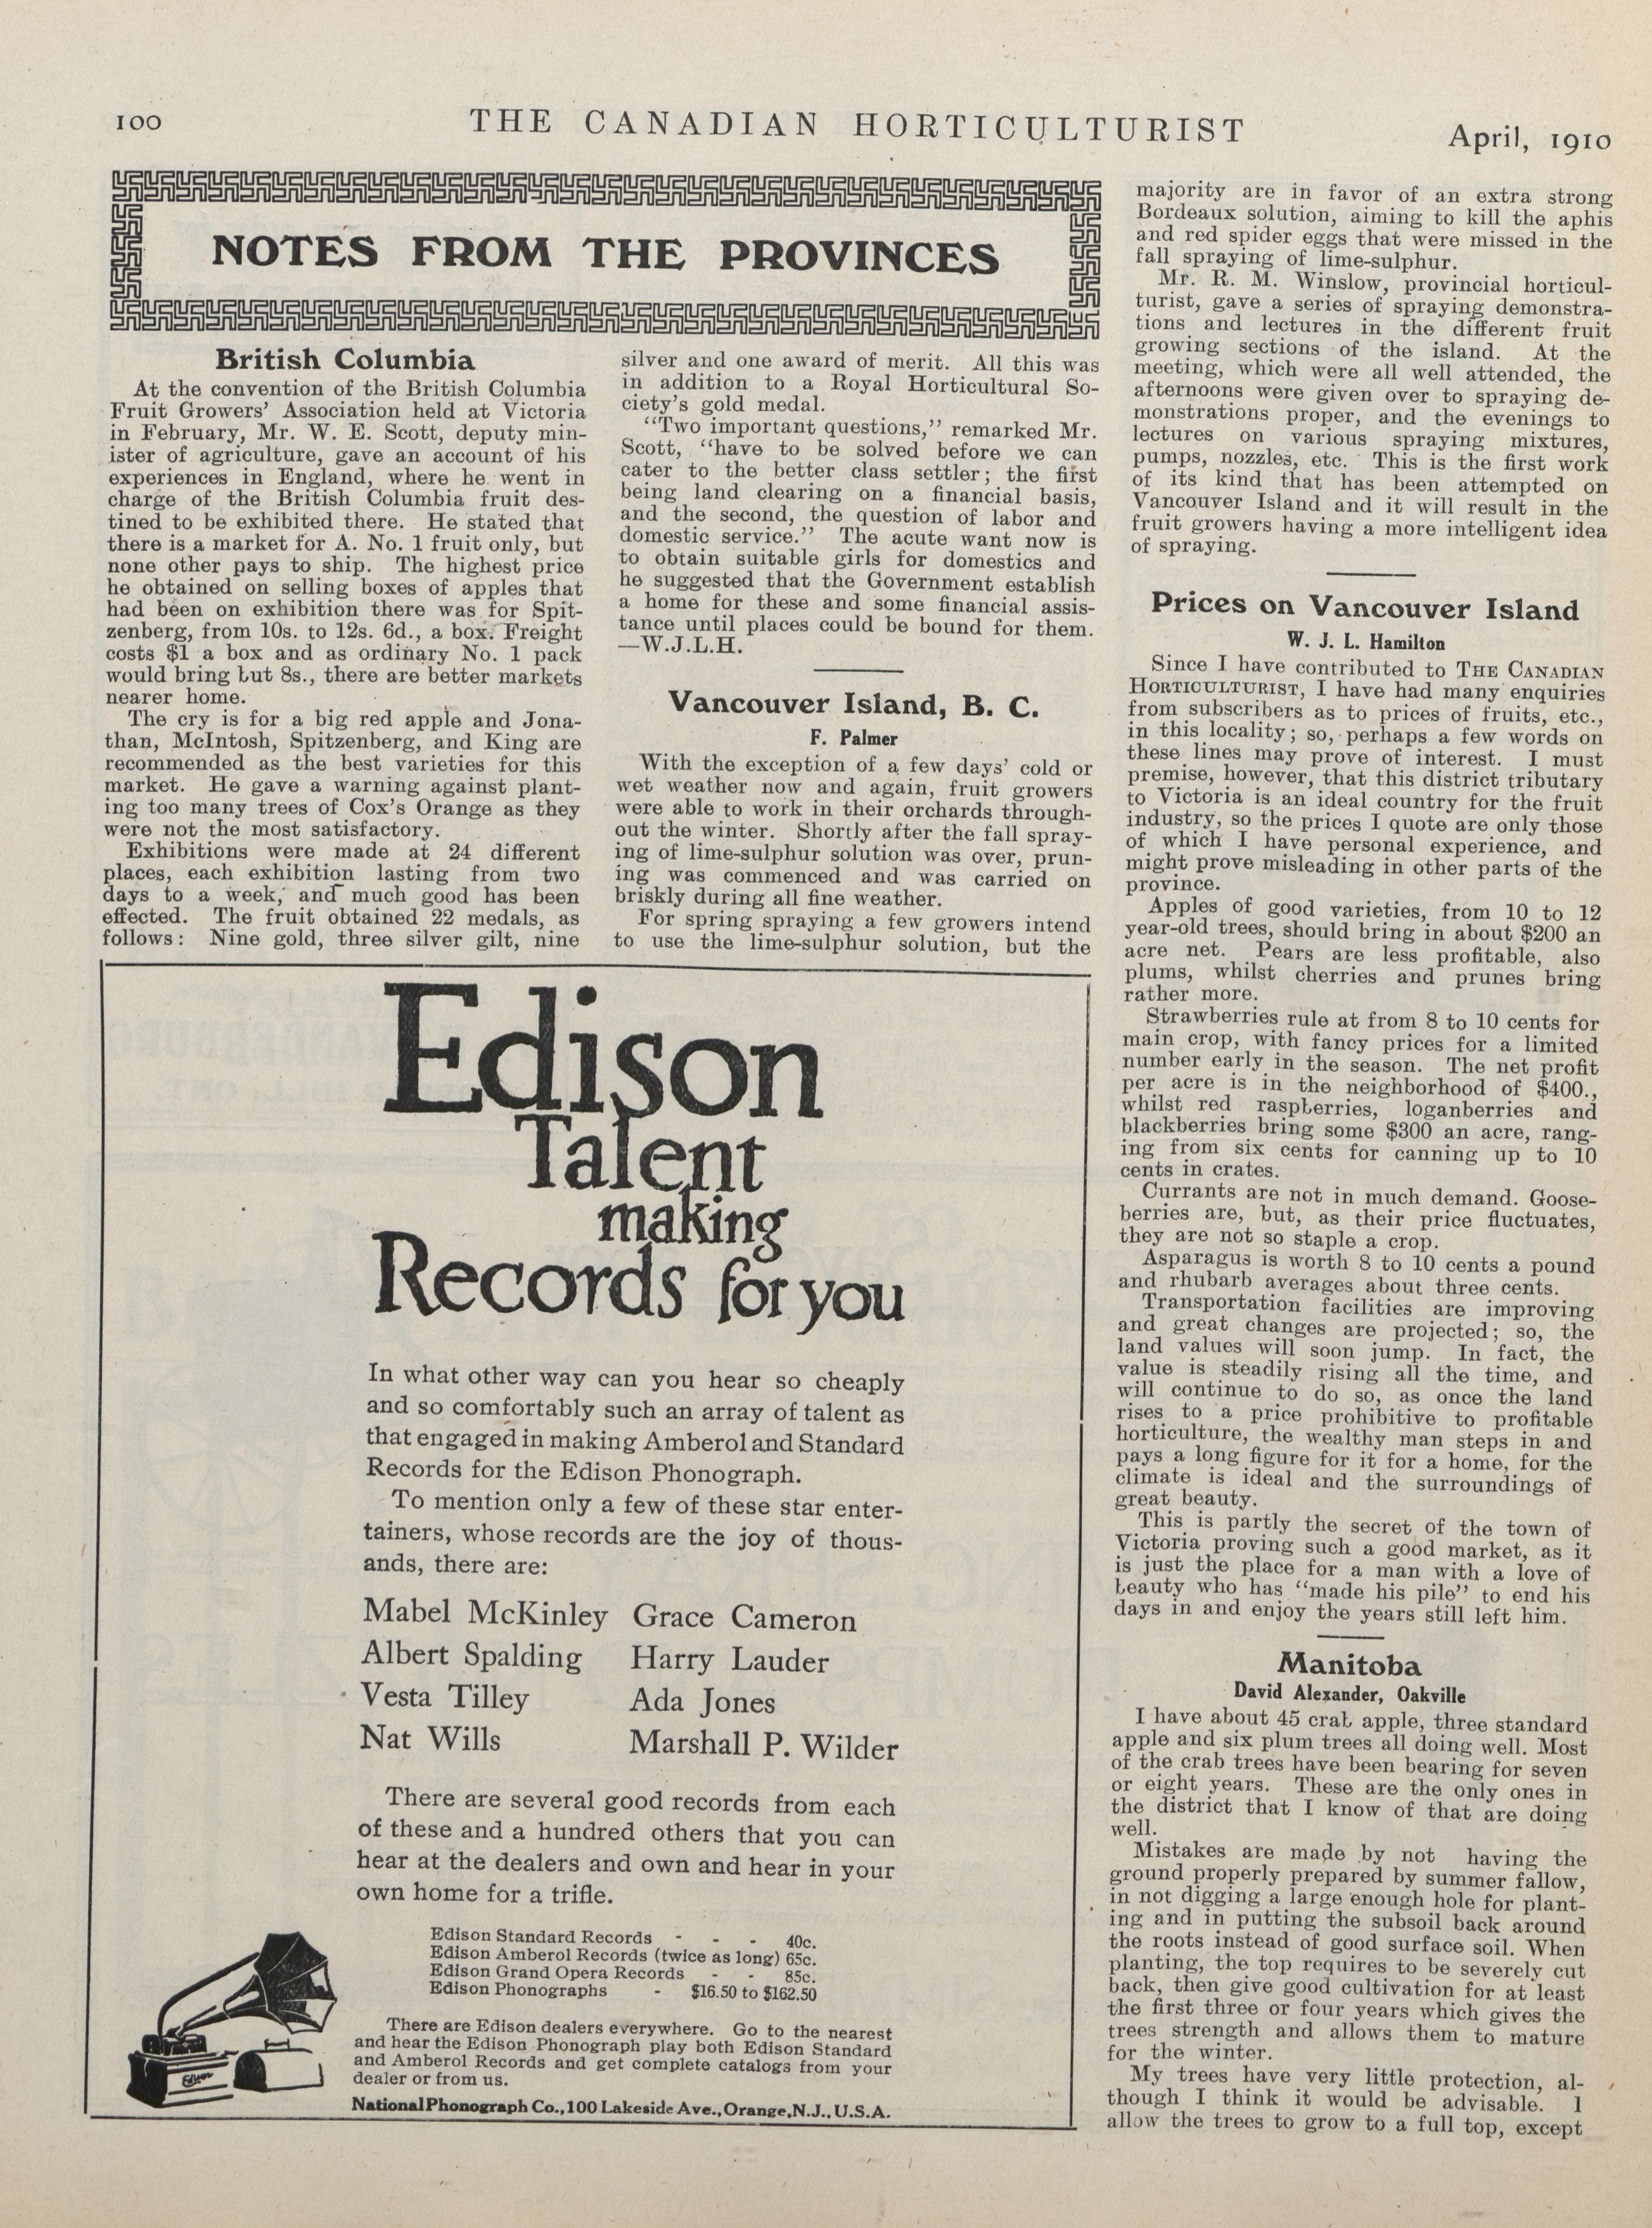 100
THE CANADIAN HORTICULTURIST
April, 1910
NOTES FROM THE PROVINCES
British Columbia
At the convention of the British Columbia
Fruit Growers' Association held at Victoria
in February, Mr. W. E. Scott, deputy min-
ister of agriculture, gave an account of his
experiences in England, where he went in
charge of the British Columbia fruit des-
tined to be exhibited there. He stated that
there is a market for A. No. 1 fruit only, but
none other pays to ship. The highest price
he obtained on selling boxes of apples that
had been on exhibition there was for Spit-
zenberg, from 10s. to 12s. 6d., a box. Freight
costs $1 a box and as ordinary No. 1 pack
would bring but 8s., there are better markets
nearer home.
The cry is for a big red apple and Jona-
than, McIntosh, Spitzenberg, and King are
recommended as the best varieties for this
market. He gave a warning against plant-
ing too many trees of Cox's Orange as they
were not the most satisfactory.
Exhibitions were made at 24 different
places, each exhibition lasting from two
days to a week, and much good has been
effected. The fruit obtained 22 medals, as
follows: Nine gold, three silver gilt, nine
silver and one award of merit. All this was
in addition to a Royal Horticultural So-
ciety's gold medal.
"Two important questions," remarked Mr.
Scott, "have to be solved before we can
cater to the better class settler; the first
being land clearing on a financial basis,
and the second, the question of labor and
domestic service." The acute want now is
to obtain suitable girls for domestics and
he suggested that the Government establish
a home for these and some financial assis-
tance until places could be bound for them.
—W.J.L.H.
Vancouver Island, B. C.
F. Palmer
With the exception of a few days' cold or
wet weather now and again, fruit growers
were able to work in their orchards through-
out the winter. Shortly after the fall spray-
ing of lime-sulphur solution was over, prun-
ing was commenced and was carried on
briskly during all fine weather.
For spring spraying a few growers intend
to use the lime-sulphur solution, but the
majority are in favor of an extra strong
Bordeaux solution, aiming to kill the aphis
and red spider eggs that were missed in the
fall spraying of lime-sulphur.
Mr. R. M. Winslow, provincial horticul-
turist, gave a series of spraying demonstra-
tions and lectures in the different fruit
growing sections of the island. At the
meeting, which were all well attended, the
afternoons were given over to spraying de-
monstrations proper, and the evenings to
lectures on various spraying mixtures,
pumps, nozzles, etc. This is the first work
of its kind that has been attempted on
Vancouver Island and it will result in the
fruit growers having a more intelligent idea
of spraying.
Prices on Vancouver Island
W. J. L. Hamilton
Since I have contributed to THE CANADIAN
HORTICULTURIST, I have had many enquiries
from subscribers as to prices of fruits, etc.,
in this locality; so, perhaps a few words on
these lines may prove of interest. I must
premise, however, that this district tributary
to Victoria is an ideal country for the fruit
industry, so the prices I quote are only those
of which I have personal experience, and
might prove misleading in other parts of the
province.
Apples of good varieties, from 10 to 12
year-old trees, should bring in about $200 an
acre net. Pears are less profitable, also
plums, whilst cherries and prunes bring
rather more.
Strawberries rule at from 8 to 10 cents for
main crop, with fancy prices for a limited
number early in the season. The net profit
per acre is in the neighborhood of $400.,
whilst red raspberries, loganberries and
blackberries bring some $300 an acre, rang-
ing from six cents for canning up to 10
cents in crates.
Currants are not in much demand. Goose-
berries are, but, as their price fluctuates,
they are not so staple a crop.
Asparagus is worth 8 to 10 cents a pound
and rhubarb averages about three cents.
Transportation facilities are improving
and great changes are projected; so, the
land values will soon jump. In fact, the
value is steadily rising all the time, and
will continue to do so, as once the land
rises to a price prohibitive to profitable
horticulture, the wealthy man steps in and
pays a long figure for it for a home, for the
climate is ideal and the surroundings of
great beauty.
This is partly the secret of the town of
Victoria proving such a good market, as it
is just the place for a man with a love of
beauty who has "made his pile" to end his
days in and enjoy the years still left him.
Manitoba
David Alexander, Oakville
I have about 45 crab apple, three standard
apple and six plum trees all doing well. Most
of the crab trees have been bearing for seven
or eight years. These are the only ones in
the district that I know of that are doing
well.
Mistakes are made by not having the
ground properly prepared by summer fallow,
in not digging a large enough hole for plant-
ing and in putting the subsoil back around
the roots instead of good surface soil. When
planting, the top requires to be severely cut
back, then give good cultivation for at least
the first three or four years which gives the
trees strength and allows them to mature
for the winter.
My trees have very little protection, al-
though I think it would be advisable. I
allow the trees to grow to a full top, except
Edison
Talent
making
Records for you
In what other way can you hear so cheaply
and so comfortably such an array of talent as
that engaged in making Amberol and Standard
Records for the Edison Phonograph.
To mention only a few of these star enter-
tainers, whose records are the joy of thous-
ands, there are:
Mabel McKinley Grace Cameron
Albert Spalding Harry Lauder
Vesta Tilley Ada Jones
Nat Wills Marshall P. Wilder
There are several good records from each
of these and a hundred others that you can
hear at the dealers and own and hear in your
own home for a trifle.
Edison Standard Records - - - 40c.
Edison Amberol Records (twice as long) 65c.
Edison Grand Opera Records - - 85c.
Edison Phonographs - $16.50 to $162.50
There are Edison dealers everywhere. Go to the nearest
and hear the Edison Phonograph play both Edison Standard
and Amberol Records and get complete catalogs from your
dealer or from us.
National Phonograph Co., 100 Lakeside Ave., Orange, N.J., U.S.A.
Edison